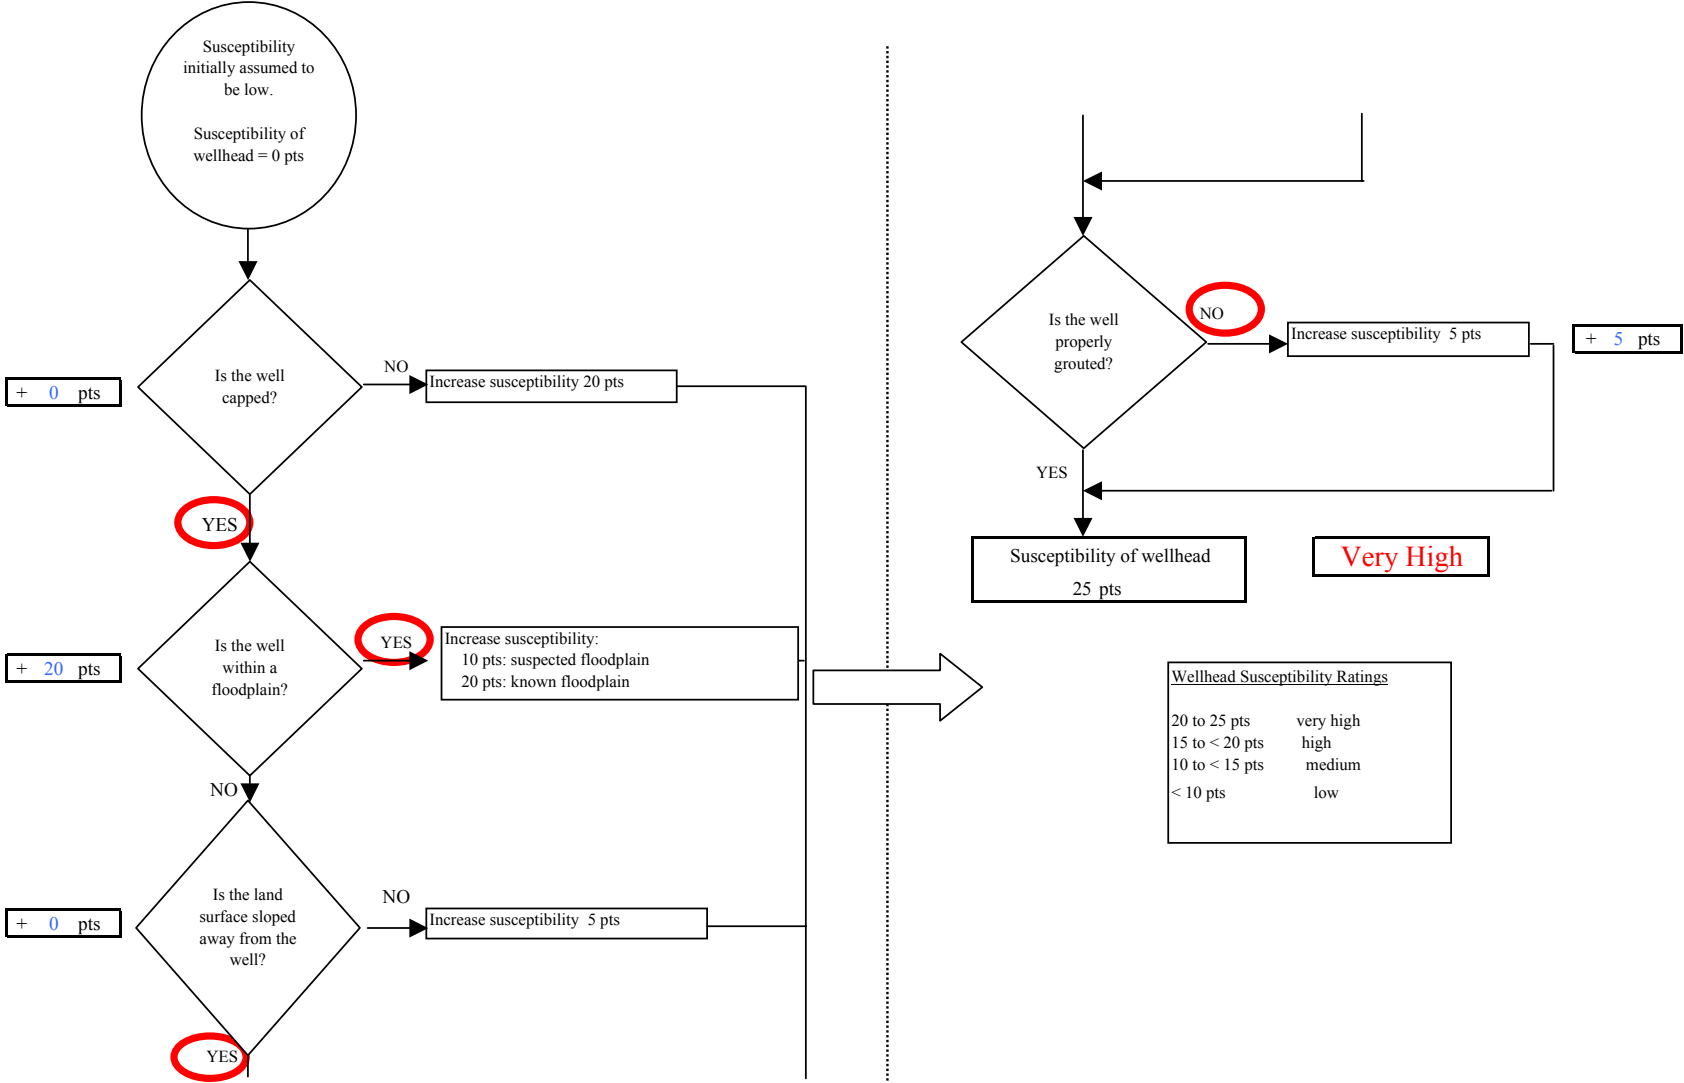 Susceptibility
initially assumed to
be low.
Susceptibility of
wellhead = 0 pts
+ 0 pts
Is the well
capped?
NO
Increase susceptibility 20 pts
YES
+ 20 pts
Is the well
within a
floodplain?
YES
Increase susceptibility:
10 pts: suspected floodplain
20 pts: known floodplain
NO
+ 0 pts
Is the land
surface sloped
away from the
well?
NO
Increase susceptibility 5 pts
YES
Is the well
properly
grouted?
NO
Increase susceptibility 5 pts
+ 5 pts
YES
Susceptibility of wellhead
25 pts
Very High
Wellhead Susceptibility Ratings
20 to 25 pts very high
15 to < 20 pts high
10 to < 15 pts medium
< 10 pts low